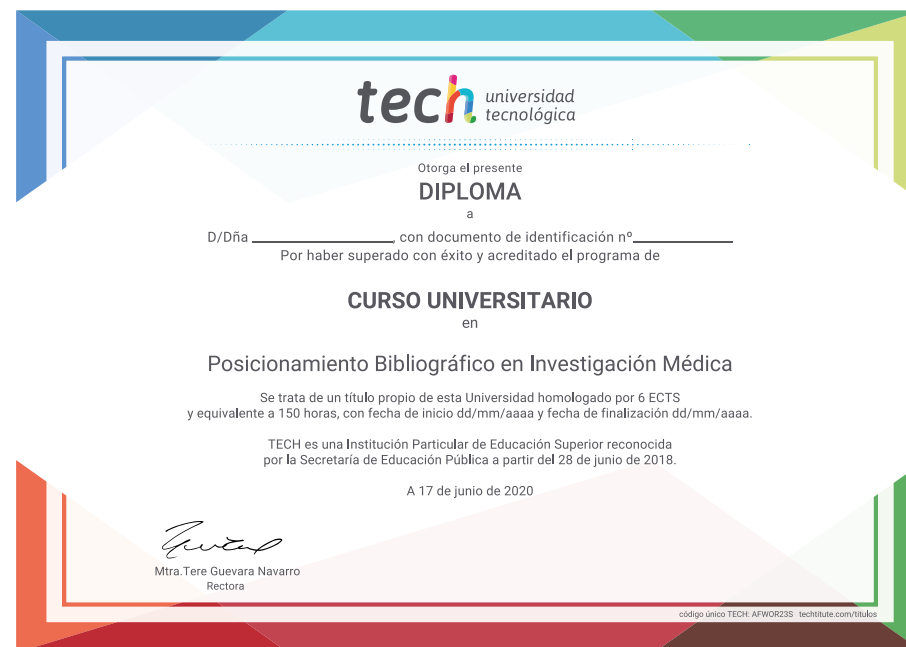 tech universidad
tecnológica
Otorga el presente
DIPLOMA
a
D/Dña ____________________, con documento de identificación nº______________
Por haber superado con éxito y acreditado el programa de
CURSO UNIVERSITARIO
en
Posicionamiento Bibliográfico en Investigación Médica
Se trata de un título propio de esta Universidad homologado por 6 ECTS
y equivalente a 150 horas, con fecha de inicio dd/mm/aaaa y fecha de finalización dd/mm/aaaa.
TECH es una Institución Particular de Educación Superior reconocida
por la Secretaría de Educación Pública a partir del 28 de junio de 2018.
A 17 de junio de 2020
Mtra.Tere Guevara Navarro
Rectora
código único TECH: AFWOR23S techtitute.com/titulos